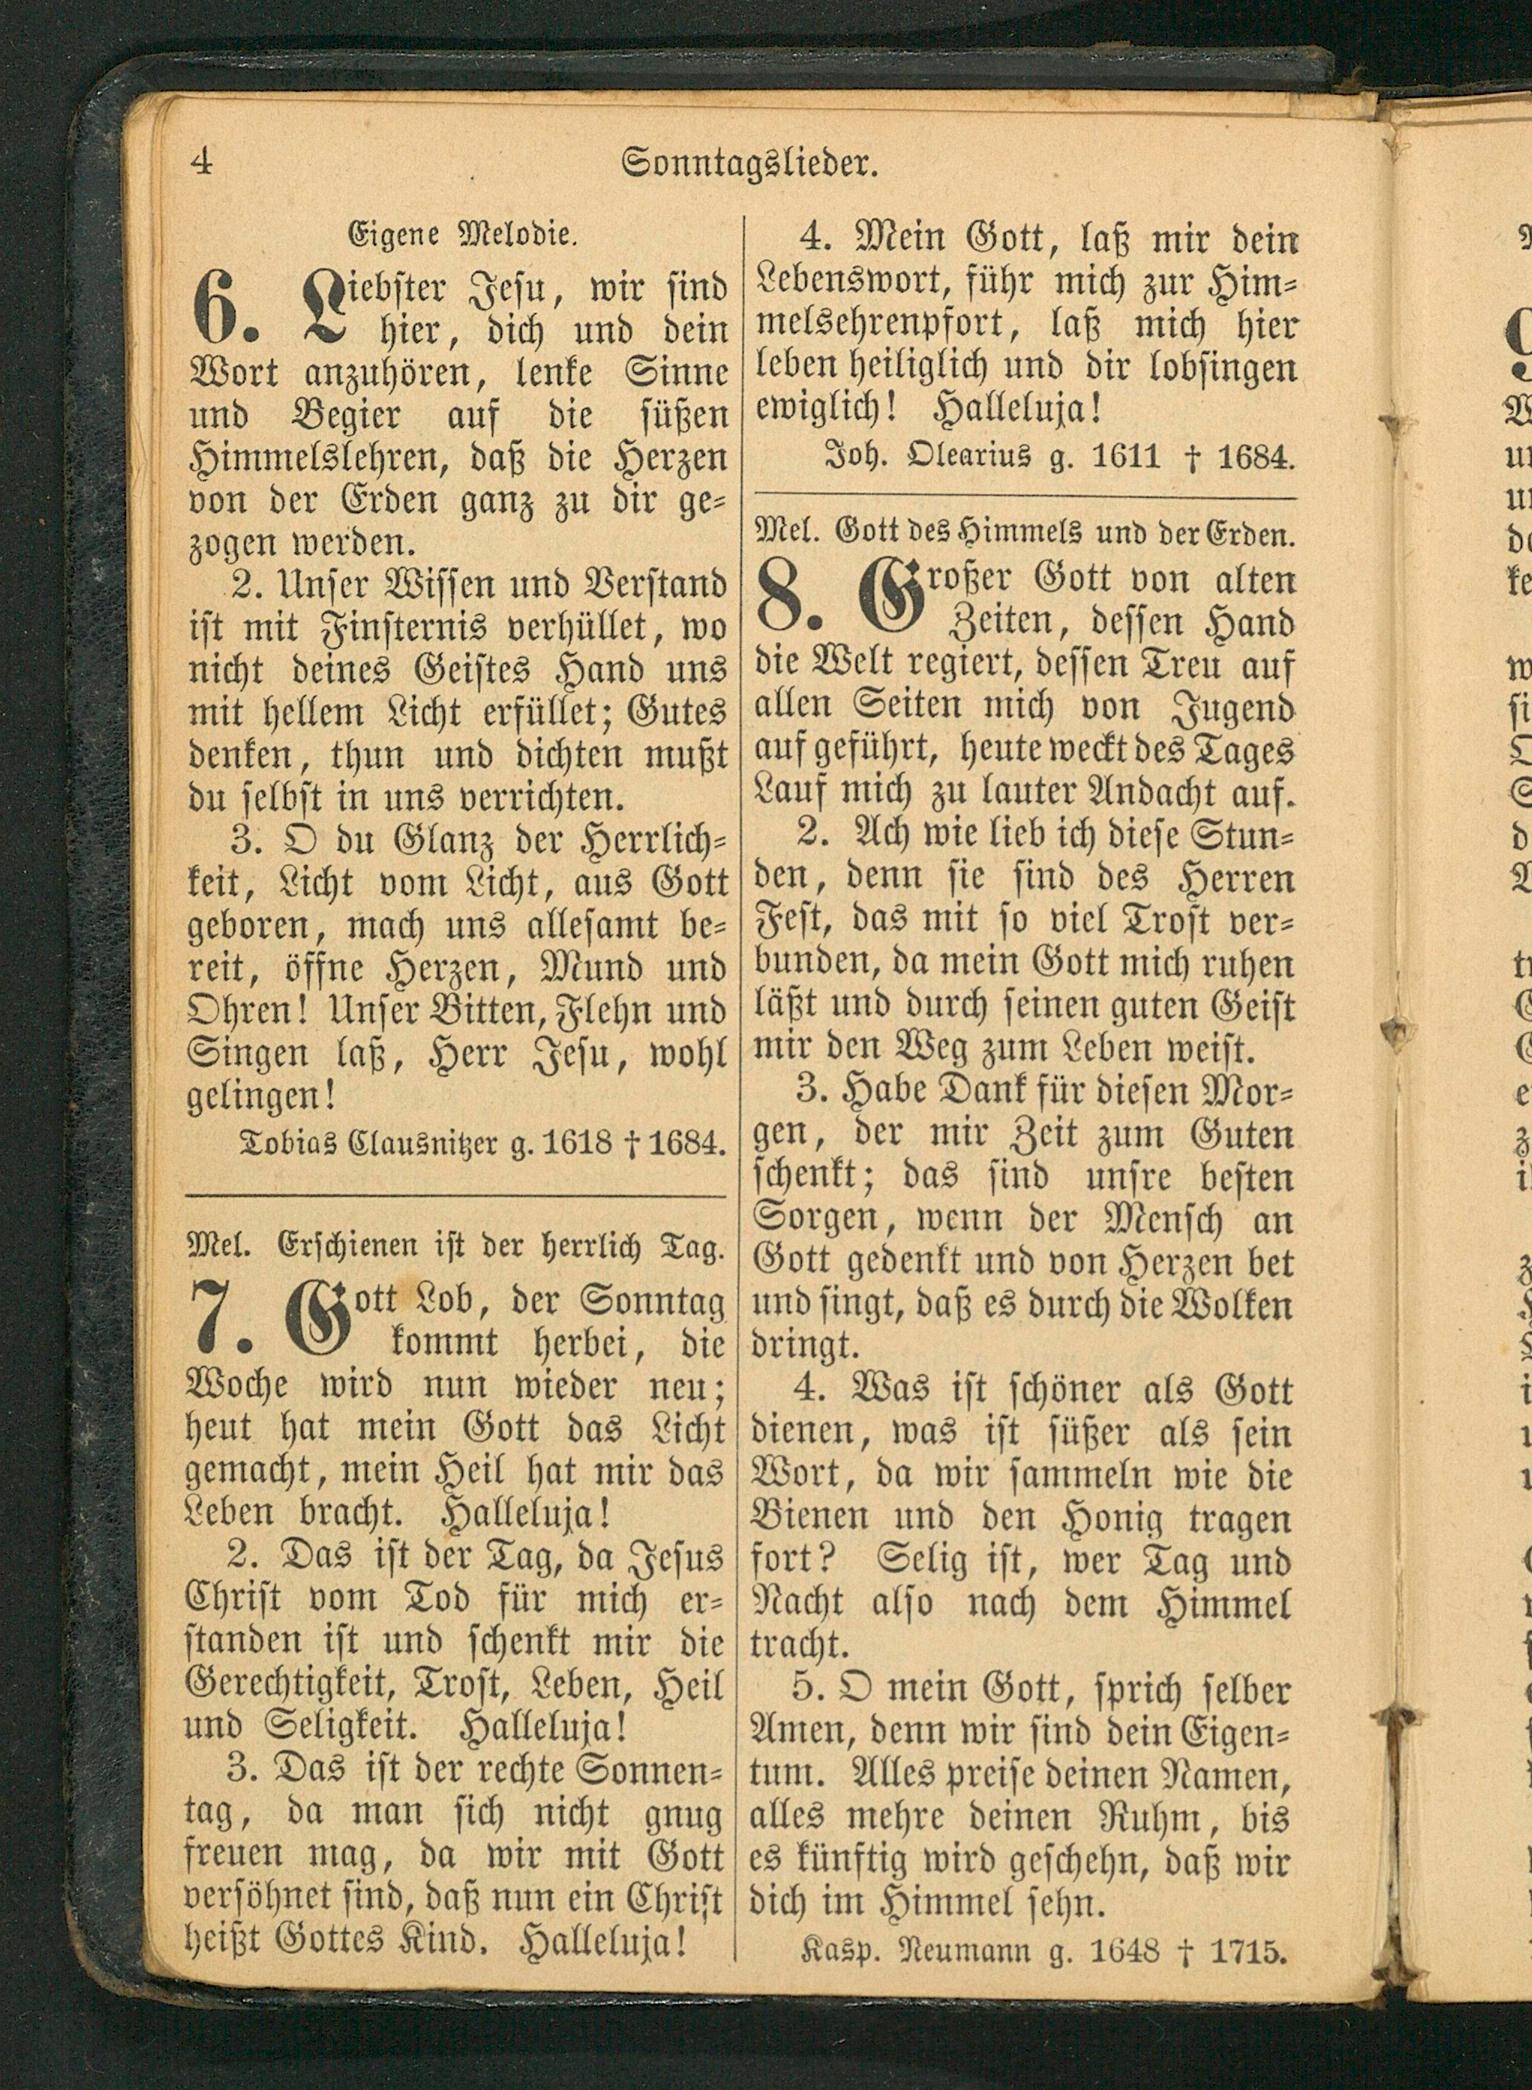 4
Sonntagslieder.
Eigene Melodie.
6. Liebster Jesu, wir sind
hier, dich und dein
Wort anzuhören, lenke Sinne
und Begier auf die süßen
Himmelslehren, daß die Herzen
von der Erden ganz zu dir ge-
zogen werden.
2. Unser Wissen und Verstand
ist mit Finsternis verhüllet, wo
nicht deines Geistes Hand uns
mit hellem Licht erfüllet; Gutes
denken, thun und dichten mußt
du selbst in uns verrichten.
3. O du Glanz der Herrlich-
keit, Licht vom Licht, aus Gott
geboren, mach uns allesamt be-
reit, öffne Herzen, Mund und
Ohren! Unser Bitten, Flehn und
Singen laß, Herr Jesu, wohl
gelingen!
Tobias Clausnitzer g. 1618 † 1684.
Mel. Erschienen ist der herrlich Tag.
7. Gott Lob, der Sonntag
kommt herbei, die
Woche wird nun wieder neu;
heut hat mein Gott das Licht
gemacht, mein Heil hat mir das
Leben bracht. Halleluja!
2. Das ist der Tag, da Jesus
Christ vom Tod für mich er-
standen ist und schenkt mir die
Gerechtigkeit, Trost, Leben, Heil
und Seligkeit. Halleluja!
3. Das ist der rechte Sonnen-
tag, da man sich nicht gnug
freuen mag, da wir mit Gott
versöhnet sind, daß nun ein Christ
heißt Gottes Kind. Halleluja!
4. Mein Gott, laß mir dein
Lebenswort, führ mich zur Him-
melsehrenpfort, laß mich hier
leben heiliglich und dir lobsingen
ewiglich! Halleluja!
Joh. Olearius g. 1611 † 1684.
Mel. Gott des Himmels und der Erden.
8. Großer Gott von alten
Zeiten, dessen Hand
die Welt regiert, dessen Treu auf
allen Seiten mich von Jugend
auf geführt, heute weckt des Tages
Lauf mich zu lauter Andacht auf.
2. Ach wie lieb ich diese Stun-
den, denn sie sind des Herren
Fest, das mit so viel Trost ver-
bunden, da mein Gott mich ruhen
läßt und durch seinen guten Geist
mir den Weg zum Leben weist.
3. Habe Dank für diesen Mor-
gen, der mir Zeit zum Guten
schenkt; das sind unsre besten
Sorgen, wenn der Mensch an
Gott gedenkt und von Herzen bet
und singt, daß es durch die Wolken
dringt.
4. Was ist schöner als Gott
dienen, was ist süßer als sein
Wort, da wir sammeln wie die
Bienen und den Honig tragen
fort? Selig ist, wer Tag und
Nacht also nach dem Himmel
tracht.
5. O mein Gott, sprich selber
Amen, denn wir sind dein Eigen-
tum. Alles preise deinen Namen,
alles mehre deinen Ruhm, bis
es künftig wird geschehn, daß wir
dich im Himmel sehn.
Kasp. Neumann g. 1648 † 1715.